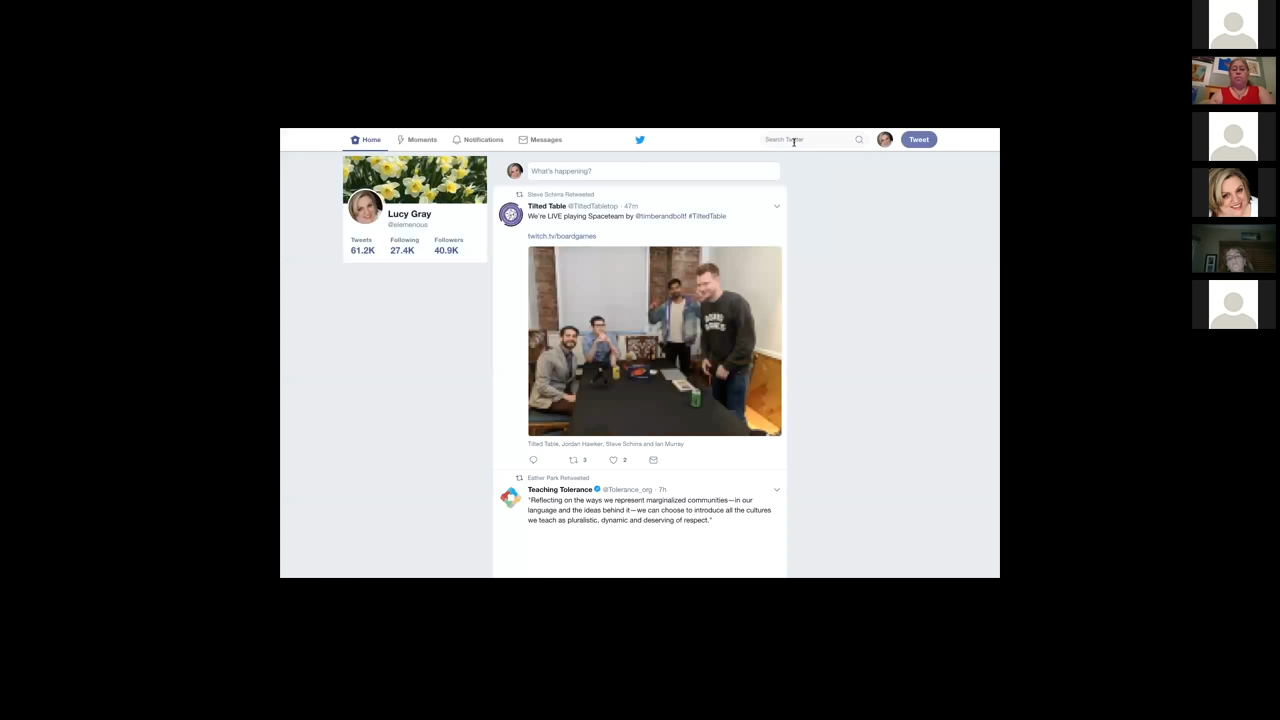 Home Moments Notifications Messages Search Twitter Tweet
Lucy Gray
@elemenous
Tweets Following Followers
61.2K 27.4K 40.9K
What's happening?
Steve Schirra Retweeted
Tilted Table @TiltedTabletop · 47m
We're LIVE playing Spaceteam by @timberandbolt! #TiltedTable
twitch.tv/boardgames
Tilted Table, Jordan Hawker, Steve Schirra and Ian Murray
3 2
Esther Park Retweeted
Teaching Tolerance @Tolerance_org · 7h
"Reflecting on the ways we represent marginalized communities—in our
language and the ideas behind it—we can choose to introduce all the cultures
we teach as pluralistic, dynamic and deserving of respect."